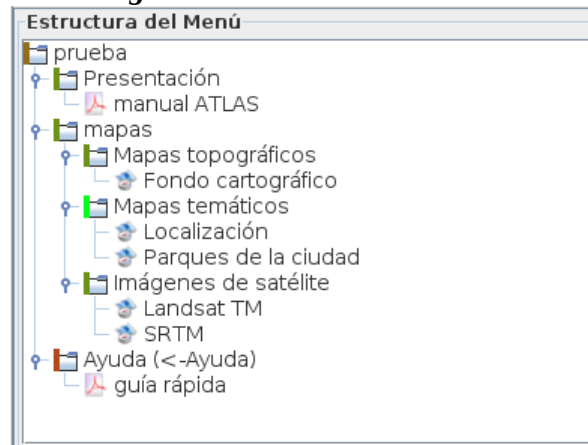 Estructura del Menú
prueba
Presentación
manual ATLAS
mapas
Mapas topográficos
Fondo cartográfico
Mapas temáticos
Localización
Parques de la ciudad
Imágenes de satélite
Landsat TM
SRTM
Ayuda (<-Ayuda)
guía rápida